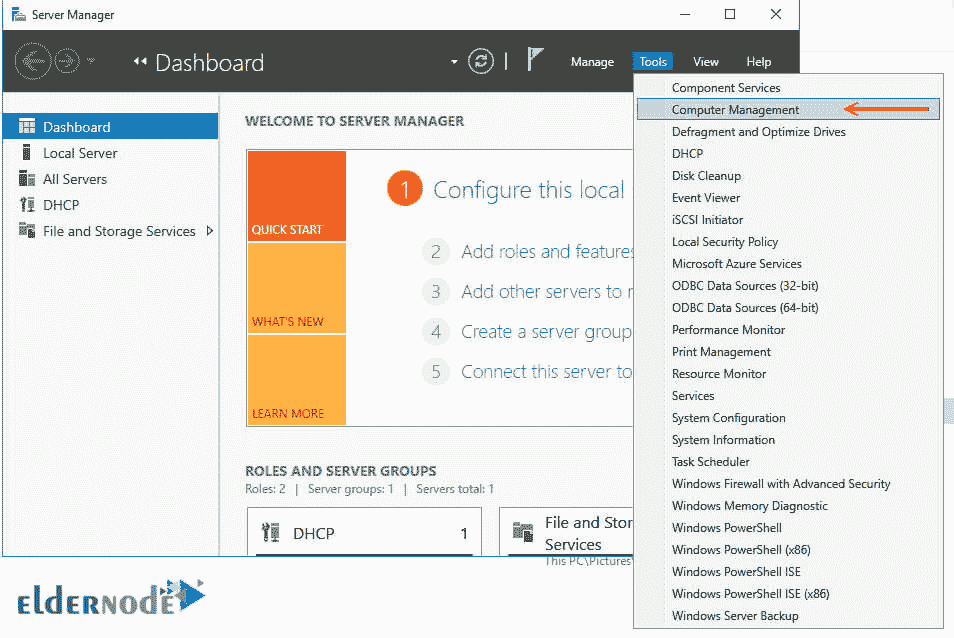 Server Manager
Dashboard
Manage Tools View Help
Dashboard
Local Server
All Servers
DHCP
File and Storage Services
WELCOME TO SERVER MANAGER
QUICK START
WHAT'S NEW
LEARN MORE
1 Configure this local
2 Add roles and features
3 Add other servers to
4 Create a server group
5 Connect this server to
ROLES AND SERVER GROUPS
Roles: 2 | Server groups: 1 | Servers total: 1
DHCP 1
File and Stor
Services
This PC\Pictures\
Component Services
Computer Management
Defragment and Optimize Drives
DHCP
Disk Cleanup
Event Viewer
iSCSI Initiator
Local Security Policy
Microsoft Azure Services
ODBC Data Sources (32-bit)
ODBC Data Sources (64-bit)
Performance Monitor
Print Management
Resource Monitor
Services
System Configuration
System Information
Task Scheduler
Windows Firewall with Advanced Security
Windows Memory Diagnostic
Windows PowerShell
Windows PowerShell (x86)
Windows PowerShell ISE
Windows PowerShell ISE (x86)
Windows Server Backup
elderNode